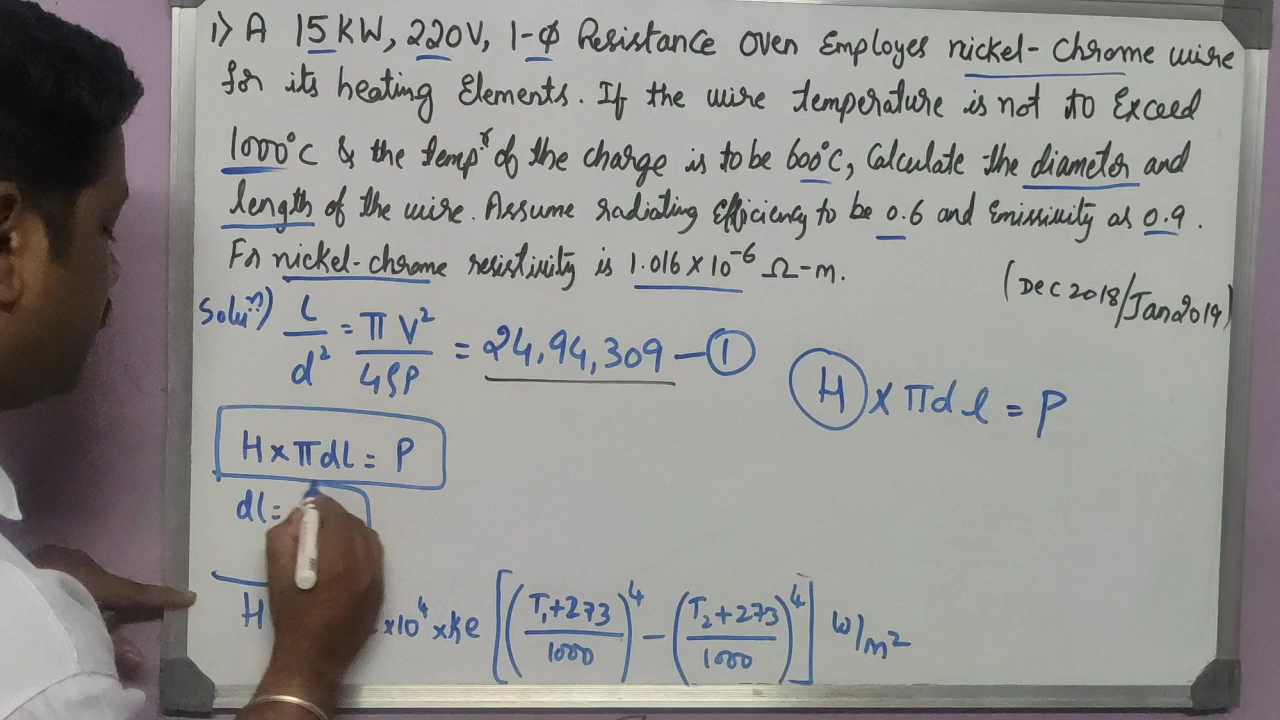 1) A 15KW, 220V, 1-Φ Resistance oven Employes nickel-chrome wire
for its heating Elements. If the wire temperature is not to Exceed
1000°C & the tempʳ of the charge is to be 600°C, Calculate the diameter and
length of the wire. Assume radiating Efficiency to be 0.6 and Emissivity as 0.9.
For nickel-chrome resistivity is 1.016 × 10⁻⁶ Ω-m.
(Dec 2018/Jan 2019)
Soluⁿ) L/d² = πV²/4ρP = 24,94,309 — ①
H × πdl = P
H × πdl = P
dl =
H ×10⁴ × Ke [((T₁+273)/1000)⁴ − ((T₂+273)/1000)⁴] W/m²